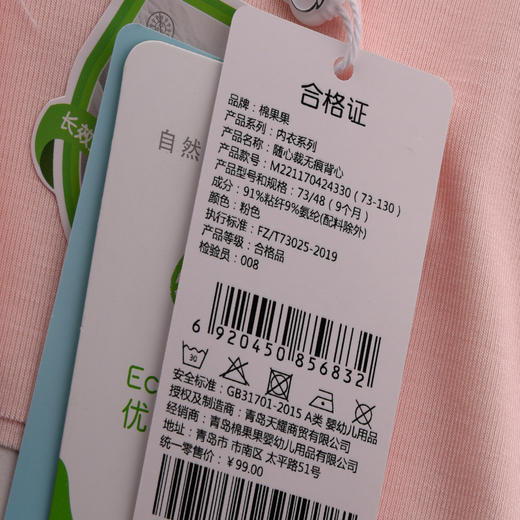 长效
自然
Ec
优
合格证
品牌：棉果果
产品系列：内衣系列
产品名称：随心裁无痕背心
产品款号：M221170424330（73-130）
产品型号和规格：73/48（9个月）
成分：91%粘纤9%氨纶(配料除外)
颜色：粉色
执行标准：FZ/T73025-2019
产品等级：合格品
检验员：008
6 920450 856832
30
安全标准：GB31701-2015 A类 婴幼儿用品
授权及制造商：青岛天耀商贸有限公司
经销商：青岛棉果果婴幼儿用品有限公司
地址：青岛市 市南区 太平路51号
统一零售价：￥99.00